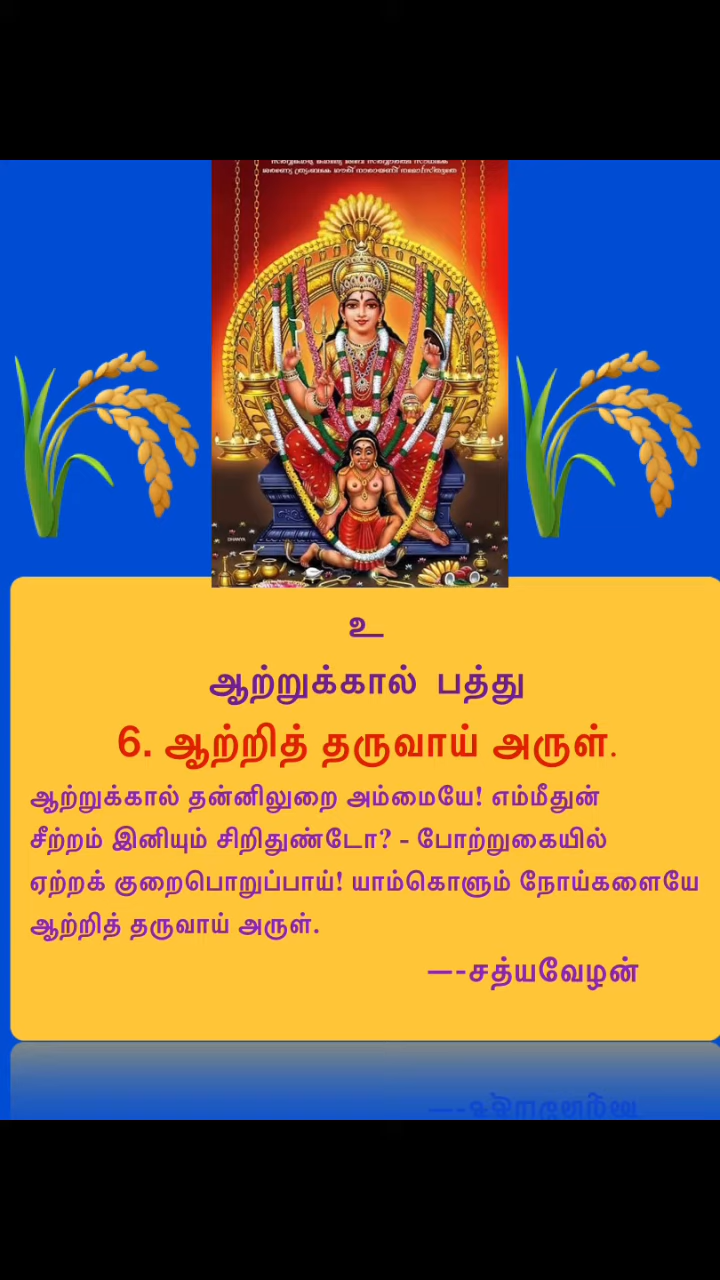 உ
ஆற்றுக்கால் பத்து
6. ஆற்றித் தருவாய் அருள்.
ஆற்றுக்கால் தன்னிலுறை அம்மையே! எம்மீதுன்
சீற்றம் இனியும் சிறிதுண்டோ? - போற்றுகையில்
ஏற்றக் குறைபொறுப்பாய்! யாம்கொளும் நோய்களையே
ஆற்றித் தருவாய் அருள்.
—-சத்யவேழன்